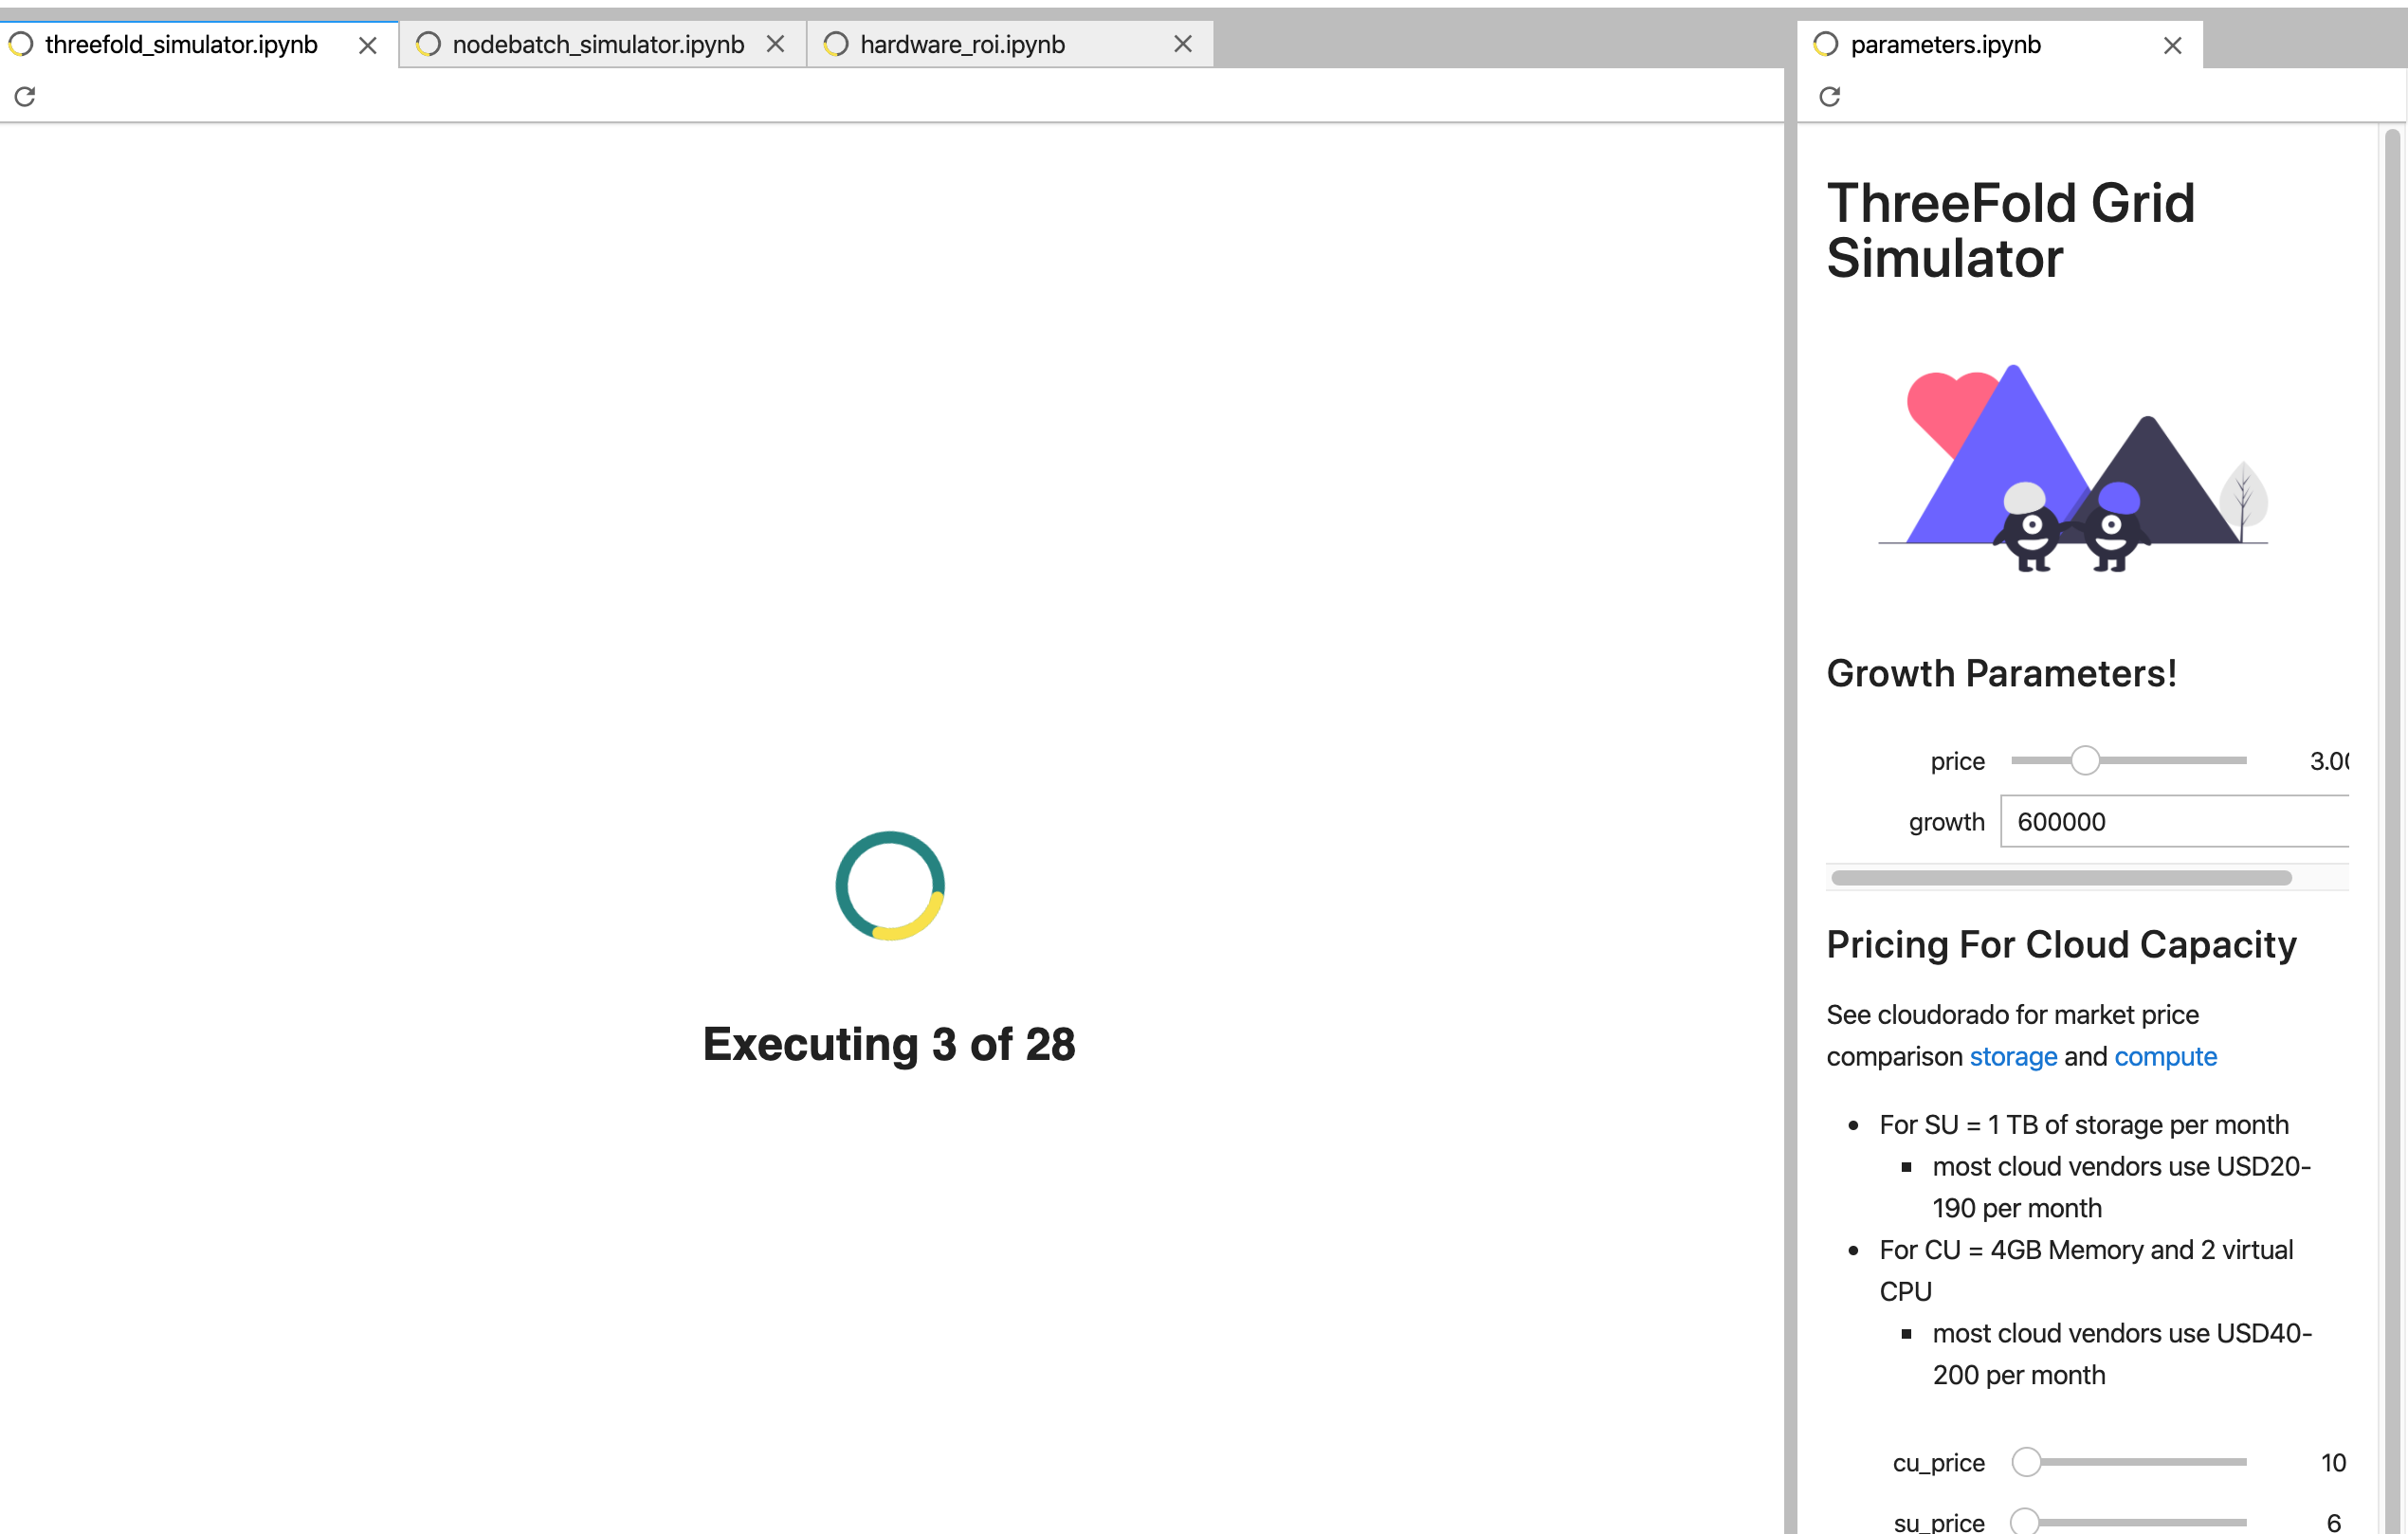 threefold_simulator.ipynb
nodebatch_simulator.ipynb
hardware_roi.ipynb
parameters.ipynb
Executing 3 of 28
ThreeFold Grid
Simulator
Growth Parameters!
price 3.00
growth 600000
Pricing For Cloud Capacity
See cloudorado for market price
comparison storage and compute
For SU = 1 TB of storage per month
most cloud vendors use USD20-
190 per month
For CU = 4GB Memory and 2 virtual
CPU
most cloud vendors use USD40-
200 per month
cu_price 10
su_price 6